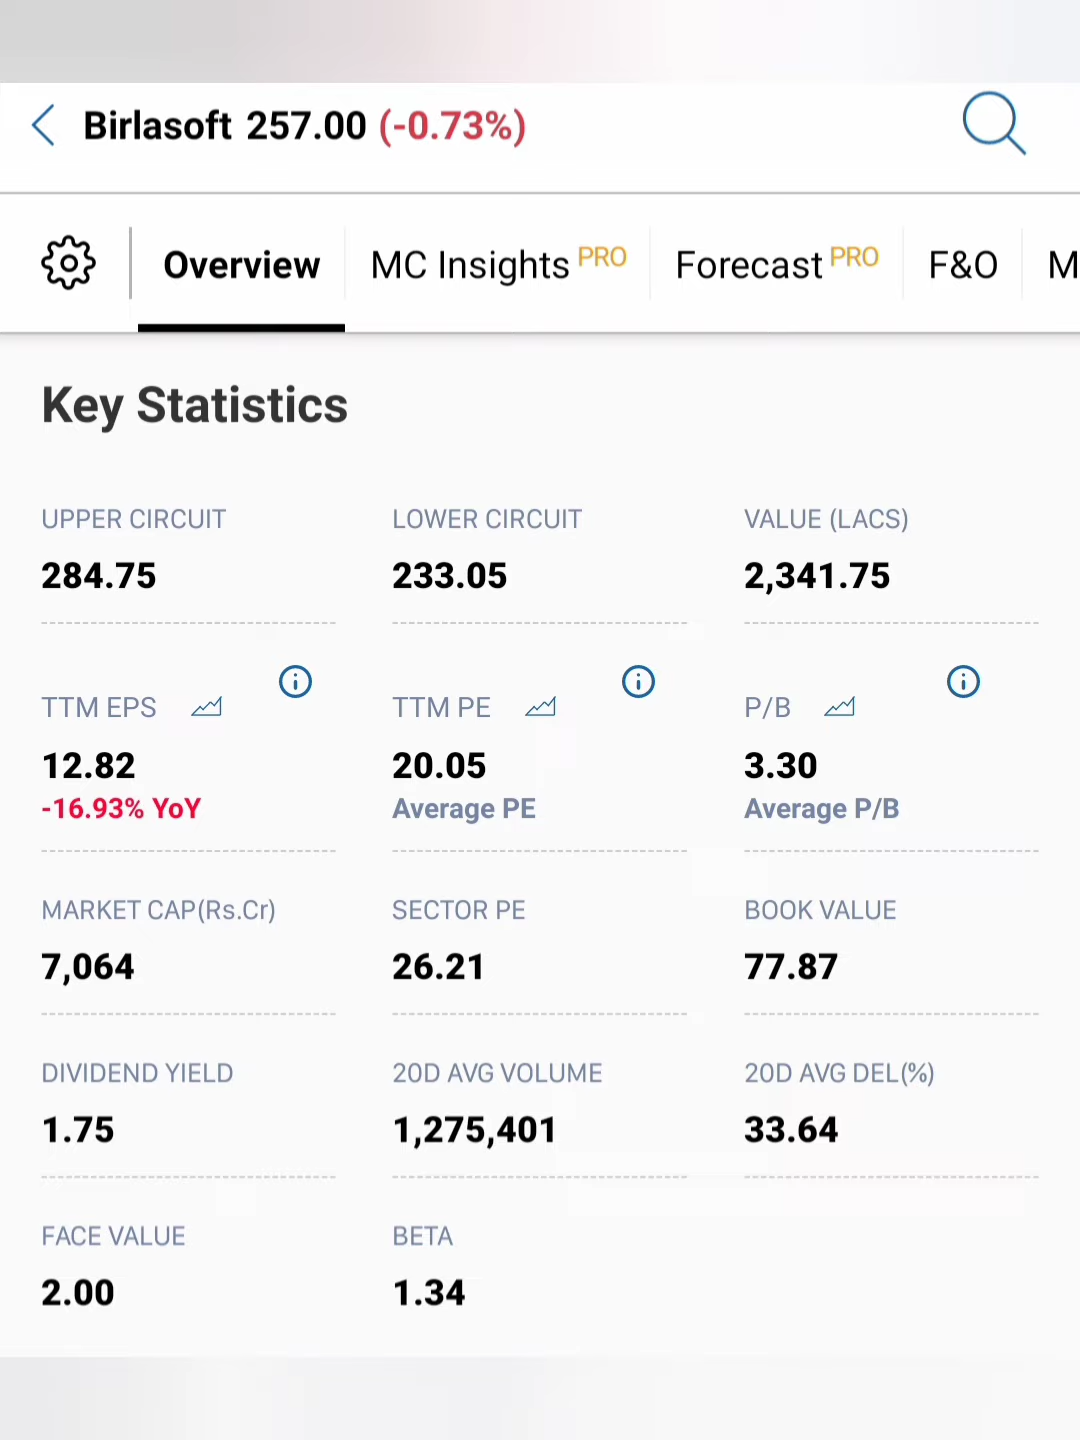 Birlasoft 257.00 (-0.73%)
Overview MC Insights PRO Forecast PRO F&O M
Key Statistics
UPPER CIRCUIT LOWER CIRCUIT VALUE (LACS)
284.75 233.05 2,341.75
TTM EPS TTM PE P/B
12.82 20.05 3.30
-16.93% YoY Average PE Average P/B
MARKET CAP(Rs.Cr) SECTOR PE BOOK VALUE
7,064 26.21 77.87
DIVIDEND YIELD 20D AVG VOLUME 20D AVG DEL(%)
1.75 1,275,401 33.64
FACE VALUE BETA
2.00 1.34